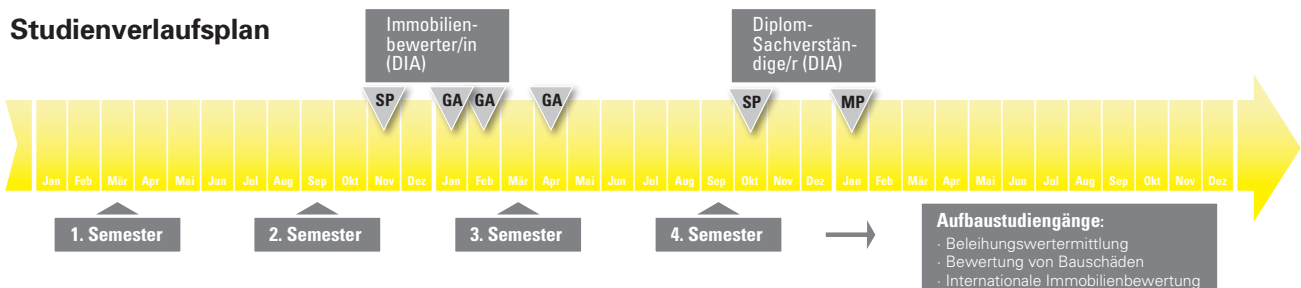 Studienverlaufsplan
Immobilien-
bewerter/in
(DIA)
Diplom-
Sachverstän-
dige/r (DIA)
SP GA GA GA SP MP
Jan Feb Mär Apr Mai Jun Jul Aug Sep Okt Nov Dez Jan Feb Mär Apr Mai Jun Jul Aug Sep Okt Nov Dez Jan Feb Mär Apr Mai Jun Jul Aug Sep Okt Nov Dez
1. Semester 2. Semester 3. Semester 4. Semester
Aufbaustudiengänge:
· Beleihungswertermittlung
· Bewertung von Bauschäden
· Internationale Immobilienbewertung